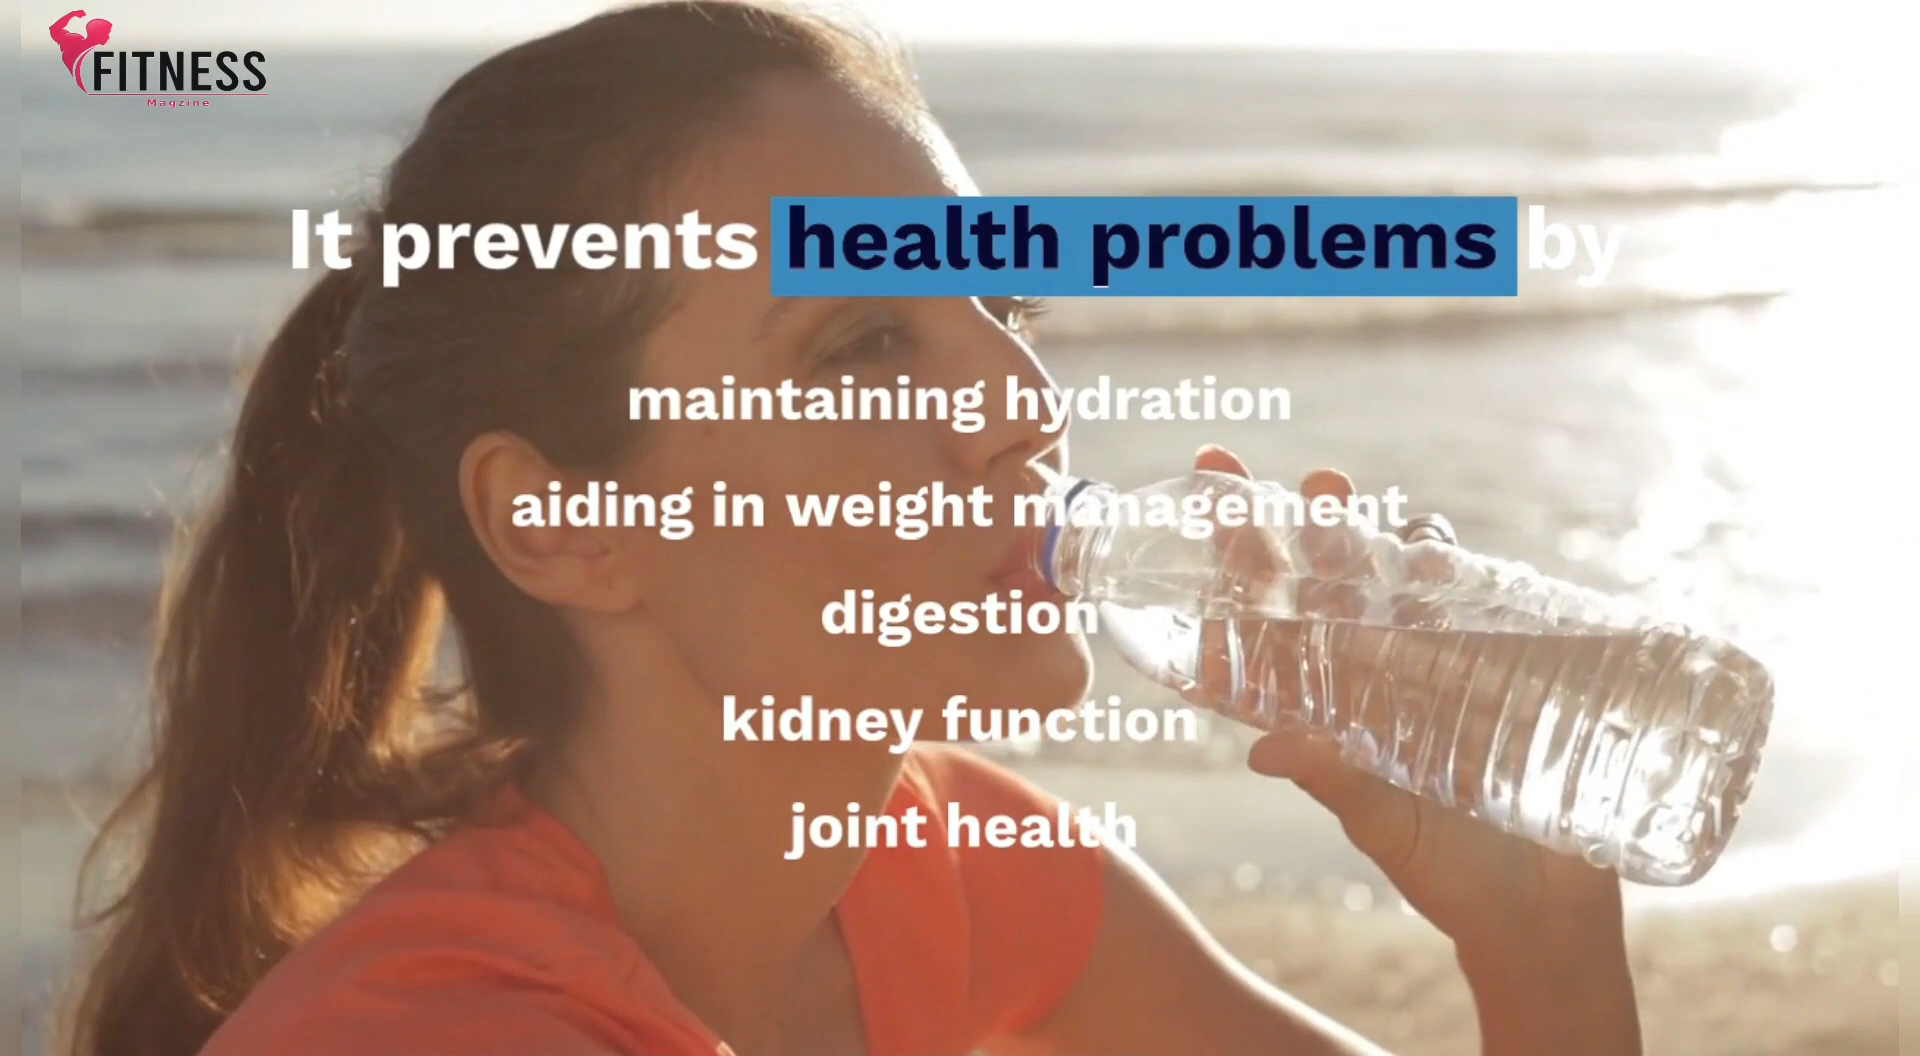 FITNESS
Magzine
It prevents health problems by
maintaining hydration
aiding in weight management
digestion
kidney function
joint health